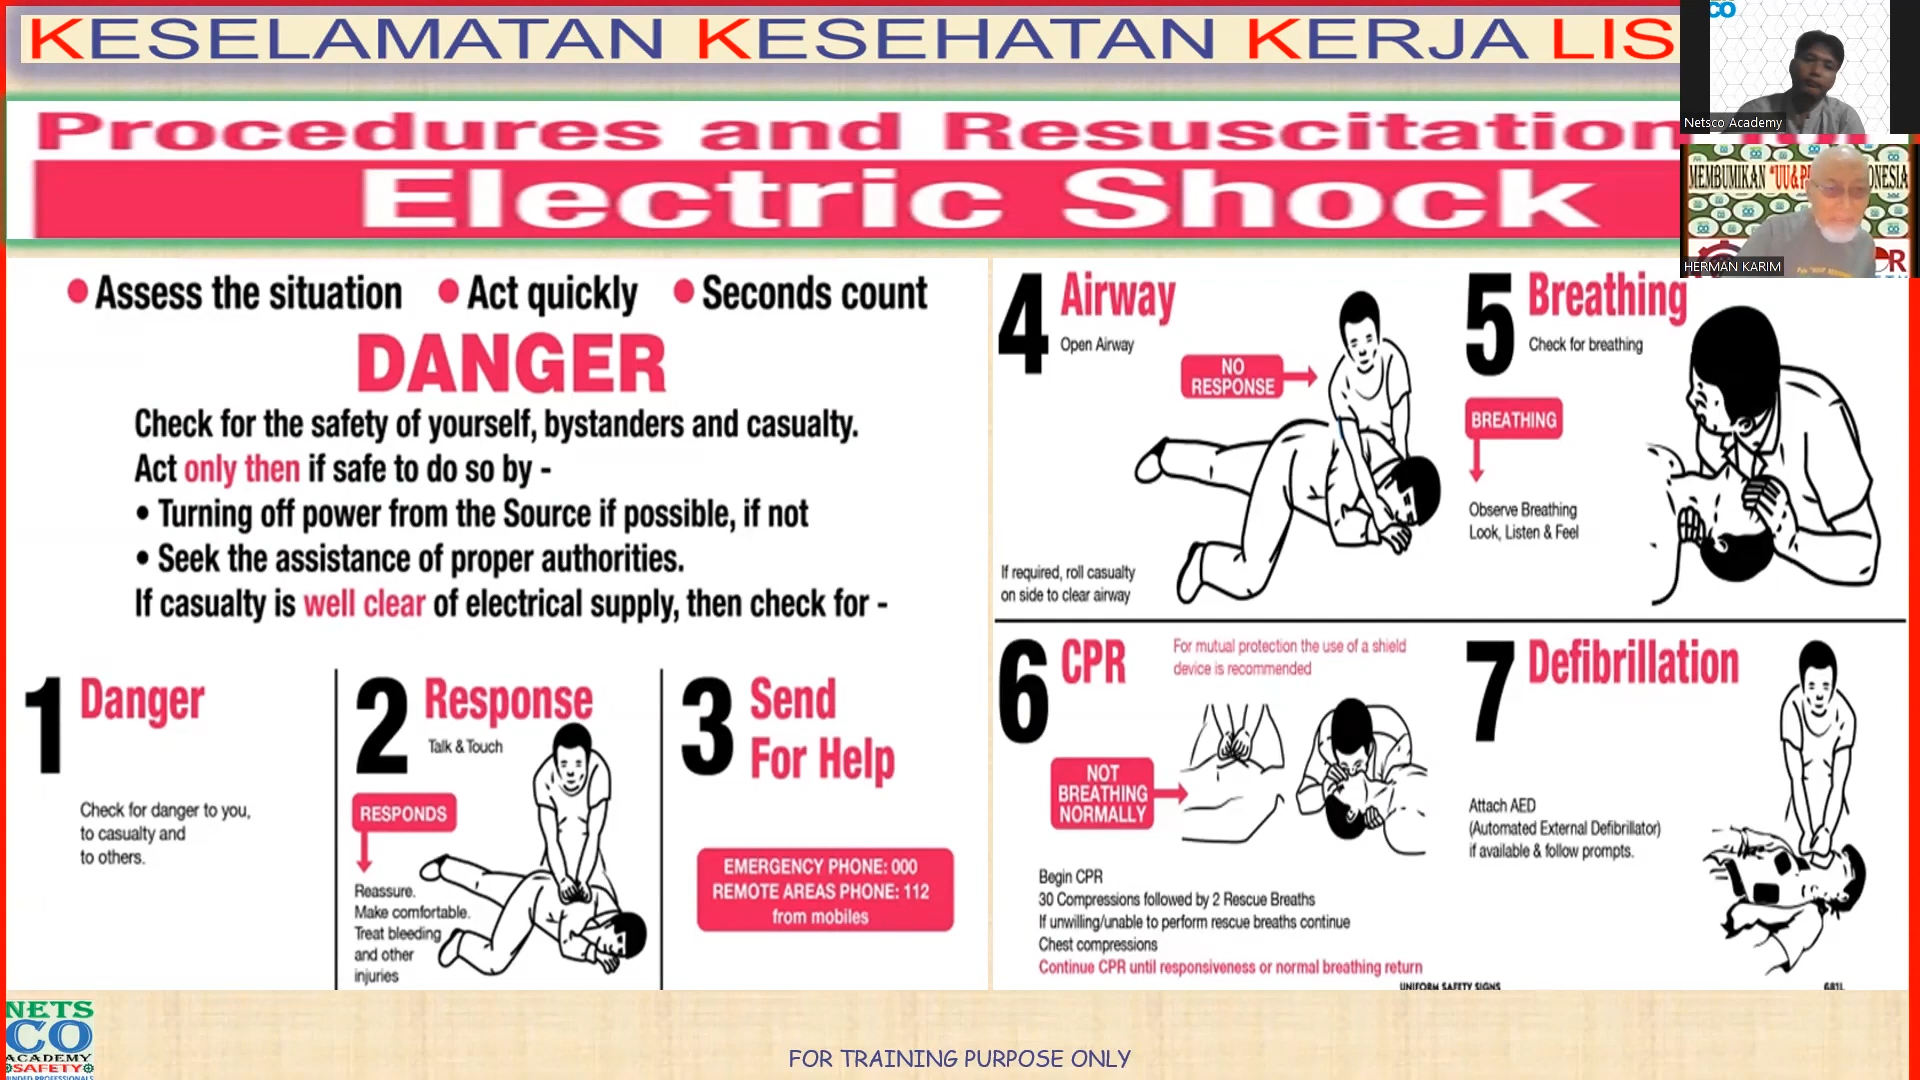 KESELAMATAN KESEHATAN KERJA LIS
CO
Netsco Academy
MEMBUMIKAN "UU&P
HERMAN KARIM
Procedures and Resuscitation
Electric Shock
• Assess the situation • Act quickly • Seconds count
DANGER
Check for the safety of yourself, bystanders and casualty.
Act only then if safe to do so by -
• Turning off power from the Source if possible, if not
• Seek the assistance of proper authorities.
If casualty is well clear of electrical supply, then check for -
1 Danger
Check for danger to you,
to casualty and
to others.
2 Response
Talk & Touch
RESPONDS
Reassure.
Make comfortable.
Treat bleeding
and other
injuries
3 Send
For Help
EMERGENCY PHONE: 000
REMOTE AREAS PHONE: 112
from mobiles
4 Airway
Open Airway
NO
RESPONSE
If required, roll casualty
on side to clear airway
5 Breathing
Check for breathing
BREATHING
Observe Breathing
Look, Listen & Feel
6 CPR
For mutual protection the use of a shield
device is recommended
NOT
BREATHING
NORMALLY
Begin CPR
30 Compressions followed by 2 Rescue Breaths
If unwilling/unable to perform rescue breaths continue
Chest compressions
Continue CPR until responsiveness or normal breathing return
7 Defibrillation
Attach AED
(Automated External Defibrillator)
if available & follow prompts.
UNIFORM SAFETY SIGNS
NETS
CO
ACADEMY
SAFETY
MINDED PROFESSIONALS
FOR TRAINING PURPOSE ONLY